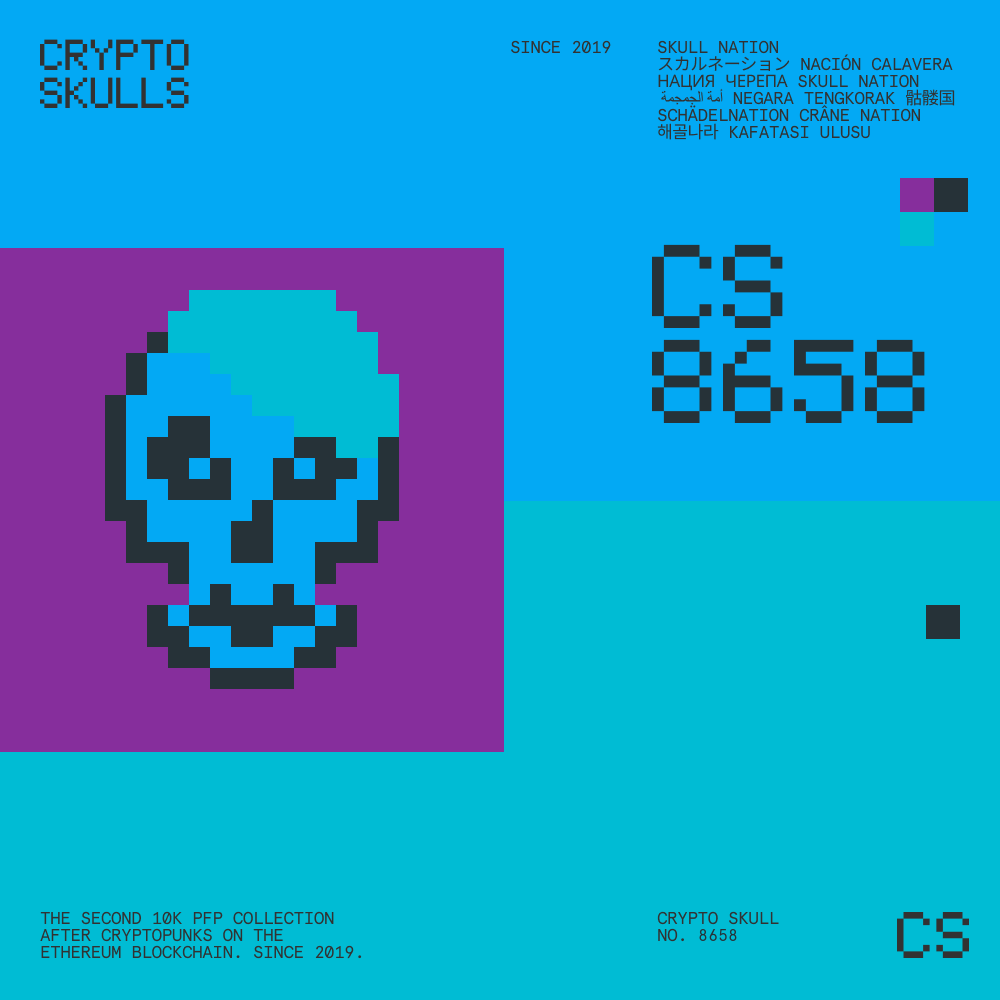 CRYPTO
SKULLS
SINCE 2019
SKULL NATION
スカルネーション NACIÓN CALAVERA
НАЦИЯ ЧЕРЕПА SKULL NATION
أمة الجمجمة NEGARA TENGKORAK 骷髅国
SCHÄDELNATION CRÂNE NATION
해골나라 KAFATASI ULUSU
CS
8658
THE SECOND 10K PFP COLLECTION
AFTER CRYPTOPUNKS ON THE
ETHEREUM BLOCKCHAIN. SINCE 2019.
CRYPTO SKULL
NO. 8658
CS